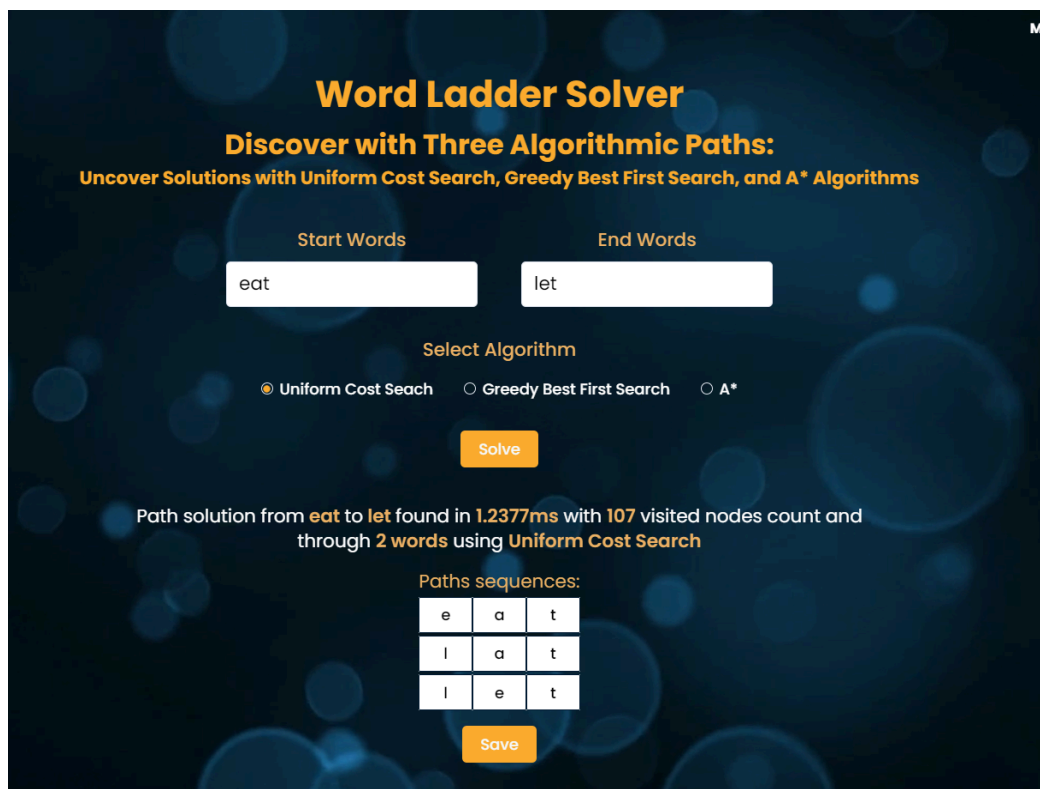 M
Word Ladder Solver
Discover with Three Algorithmic Paths:
Uncover Solutions with Uniform Cost Search, Greedy Best First Search, and A* Algorithms
Start Words End Words
eat let
Select Algorithm
Uniform Cost Seach Greedy Best First Search A*
Solve
Path solution from eat to let found in 1.2377ms with 107 visited nodes count and
through 2 words using Uniform Cost Search
Paths sequences:
e a t
l a t
l e t
Save